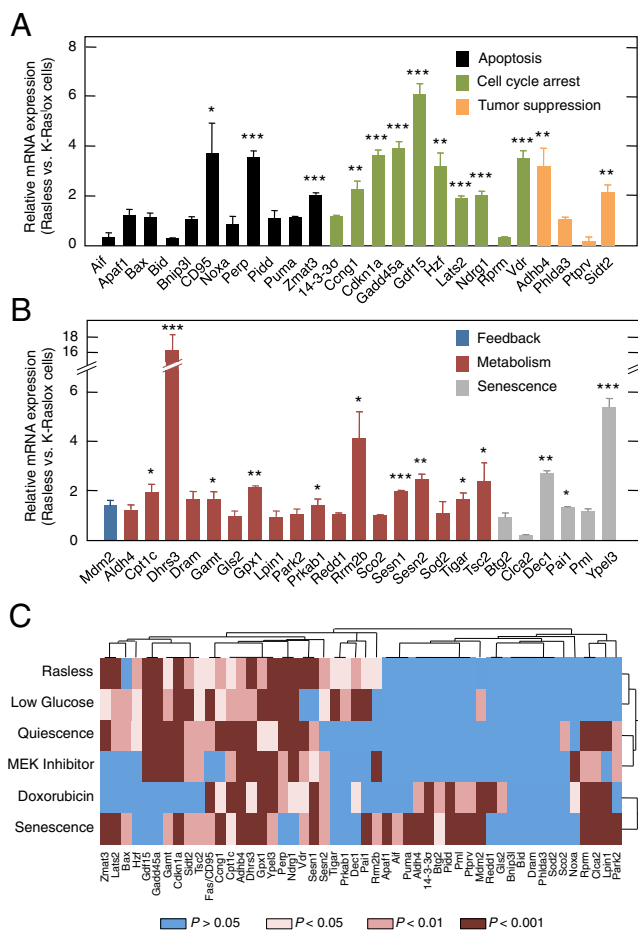 A
Relative mRNA expression
(Rasless vs. K-Raslox cells)
8
6
4
2
0
Apoptosis
Cell cycle arrest
Tumor suppression
* *** *** ** *** *** *** ** *** ** *** ** **
Aif Apaf1 Bax Bid Bnip3l CD95 Noxa Perp Pidd Puma Zmat3 14-3-3σ Ccng1 Cdkn1a Gadd45a Gdf15 Hzf Lats2 Ndrg1 Rprm Vdr Adhb4 Phlda3 Ptprv Sidt2
B
Relative mRNA expression
(Rasless vs. K-Raslox cells)
18
16
6
4
2
0
Feedback
Metabolism
Senescence
* *** * ** * * *** ** * * ** * ***
Mdm2 Aldh4 Cpt1c Dhrs3 Dram Gamt Gls2 Gpx1 Lpin1 Park2 Prkab1 Redd1 Rrm2b Sco2 Sesn1 Sesn2 Sod2 Tigar Tsc2 Btg2 Cica2 Dec1 Pai1 Pml Ypel3
C
Rasless
Low Glucose
Quiescence
MEK Inhibitor
Doxorubicin
Senescence
Zmat3 Lats2 Bax Hzf Gdf15 Gadd45a Gamt Cdkn1a Sidt2 Tsc2 Fas/CD95 Ccng1 Cpt1c Adhb4 Dhrs3 Gpx1 Ypel3 Perp Ndrg1 Vdr Sesn1 Sesn2 Tigar Prkab1 Dec1 Pai1 Rrm2b Apaf1 Aif Puma Aldh4 14-3-3σ Btg2 Pidd Pml Ptprv Mdm2 Redd1 Gls2 Bnip3l Bid Dram Phlda3 Sod2 Sco2 Noxa Rprm Cica2 Lpin1 Park2
P > 0.05 P < 0.05 P < 0.01 P < 0.001